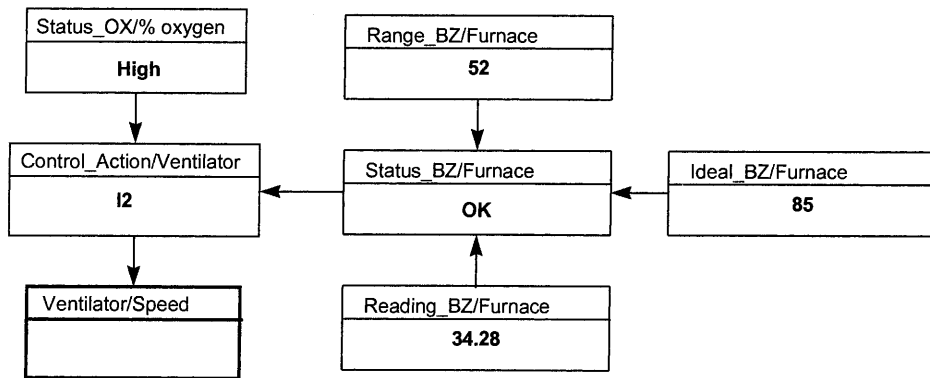 Status_OX/% oxygen
High
Range_BZ/Furnace
52
Control_Action/Ventilator
I2
Status_BZ/Furnace
OK
Ideal_BZ/Furnace
85
Ventilator/Speed
Reading_BZ/Furnace
34.28